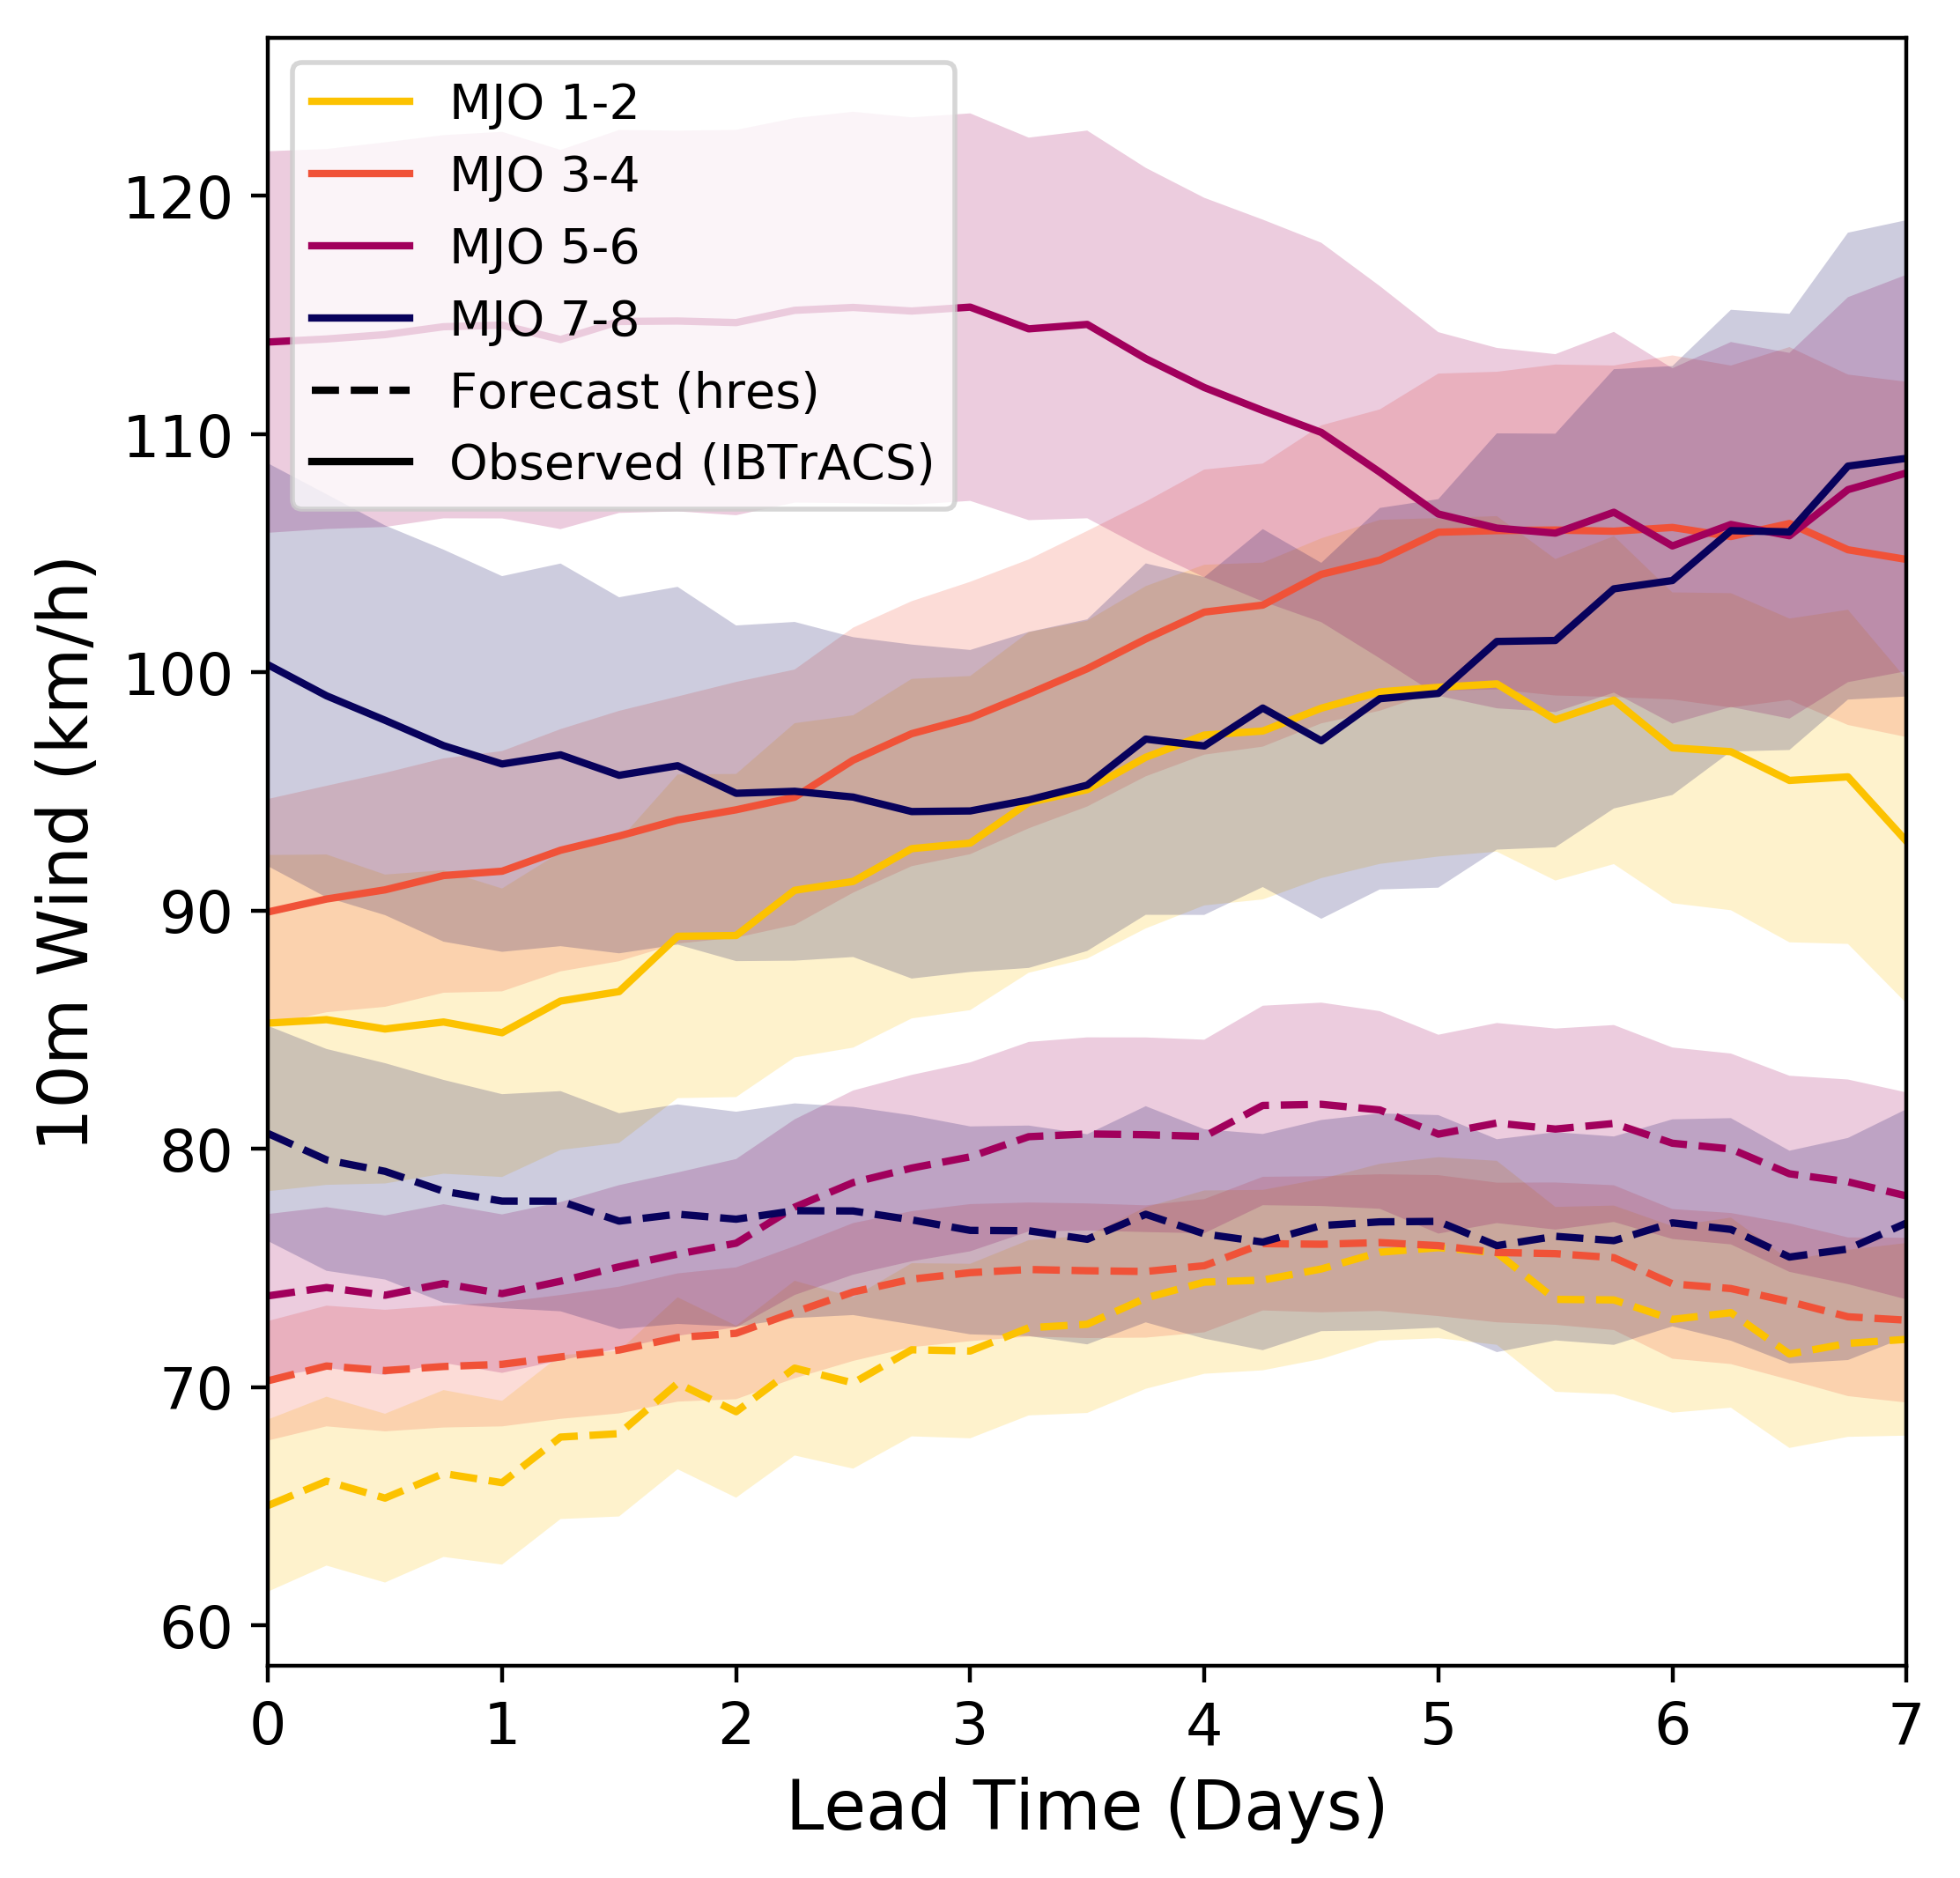 MJO 1-2
MJO 3-4
MJO 5-6
MJO 7-8
Forecast (hres)
Observed (IBTrACS)
120
110
100
90
80
70
60
10m Wind (km/h)
0 1 2 3 4 5 6 7
Lead Time (Days)